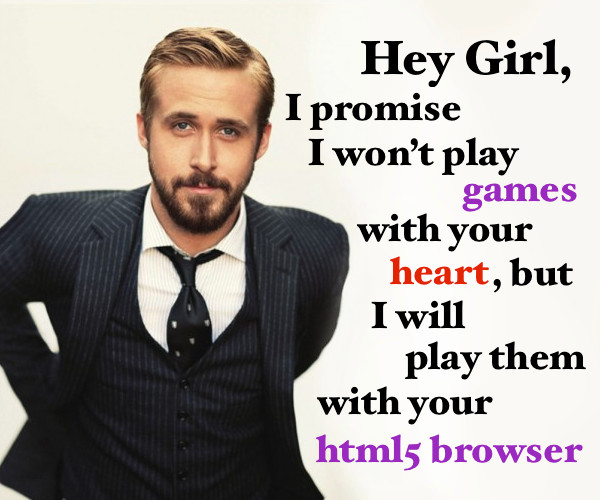 Hey Girl,
I promise
I won't play
games
with your
heart, but
I will
play them
with your
html5 browser